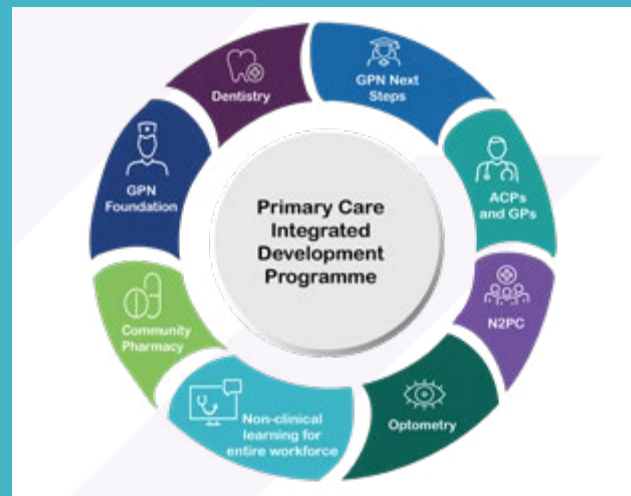 Primary Care
Integrated
Development
Programme
GPN Next
Steps
ACPs
and GPs
N2PC
Optometry
Non-clinical
learning for
entire workforce
Community
Pharmacy
GPN
Foundation
Dentistry